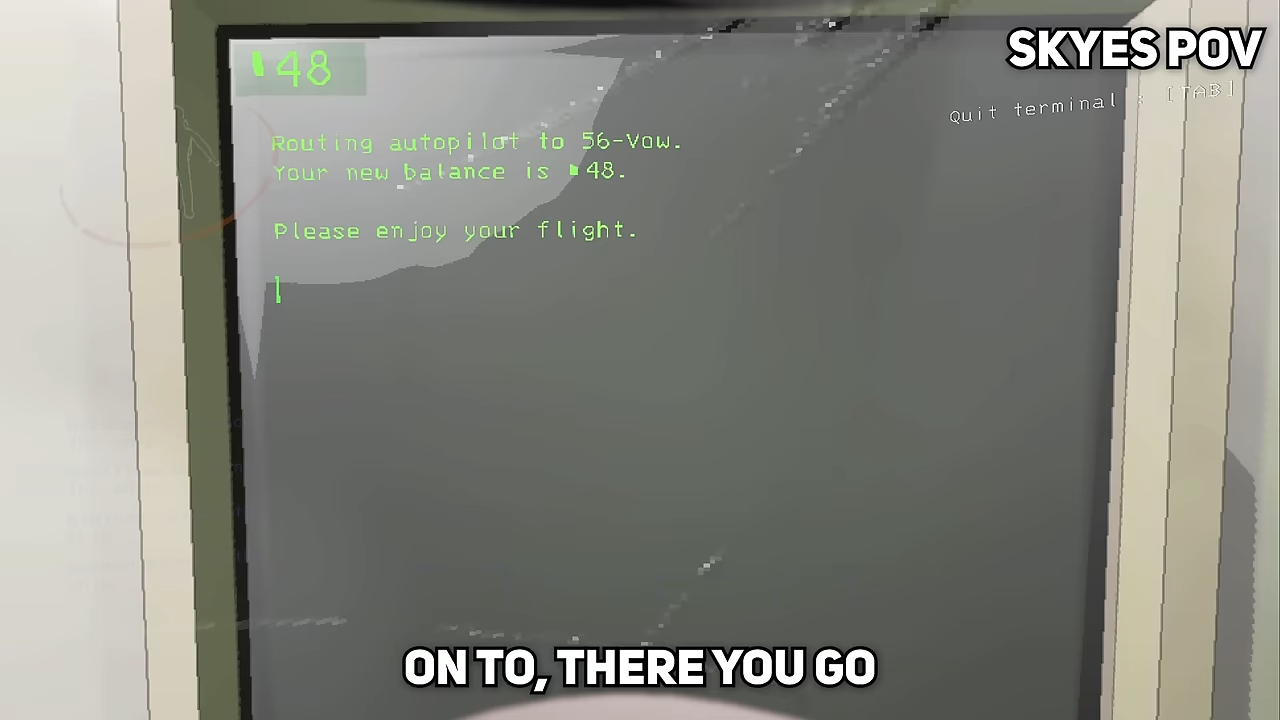 SKYES POV
48
Quit terminal : [TAB]
Routing autopilot to 56-Vow.
Your new balance is 48.
Please enjoy your flight.
ON TO, THERE YOU GO